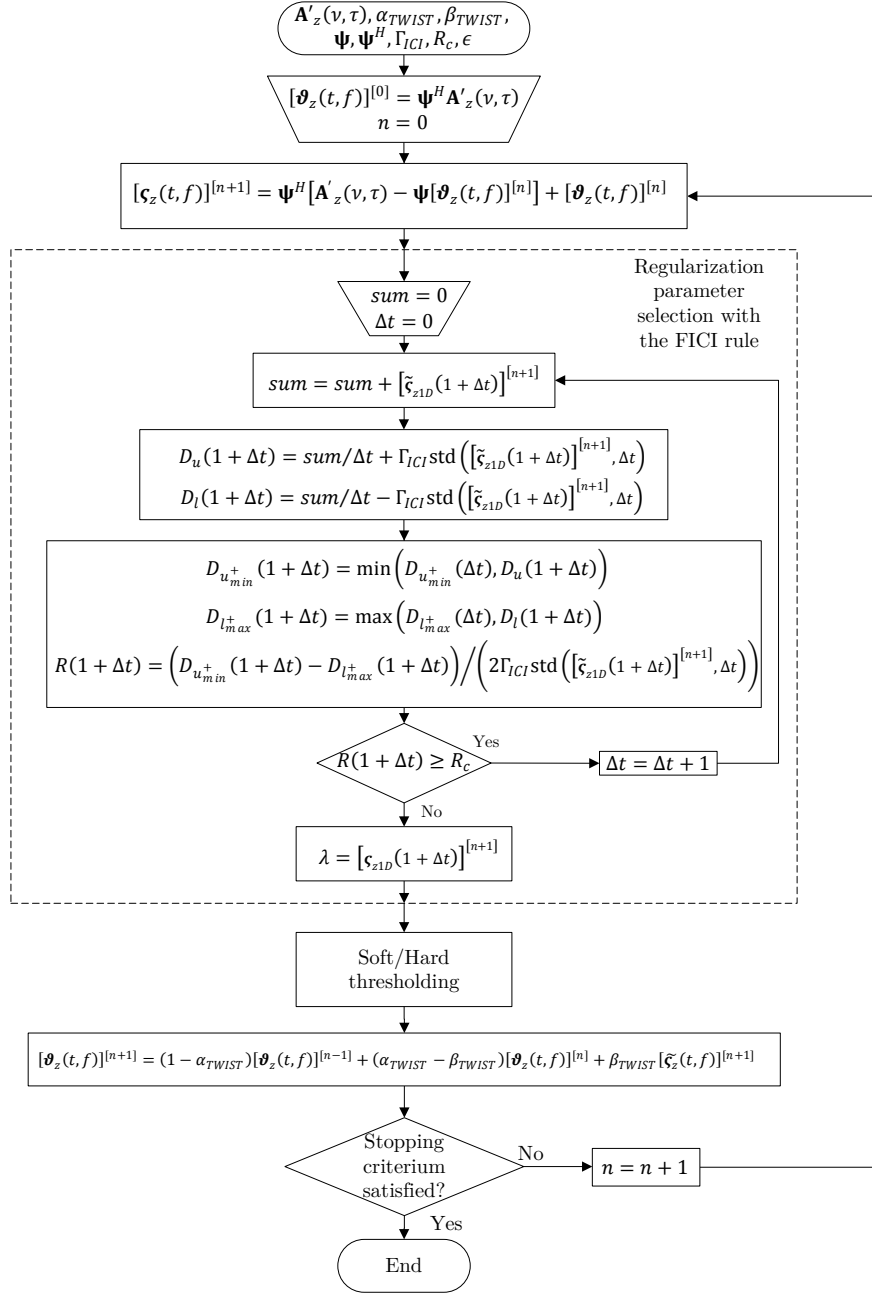 𝐀′_z(ν, τ), α_TWIST, β_TWIST,
𝛙, 𝛙^H, Γ_ICI, R_c, ϵ
[𝛝_z(t, f)]^[0] = 𝛙^H 𝐀′_z(ν, τ)
n = 0
[𝛓_z(t, f)]^[n+1] = 𝛙^H[𝐀′_z(ν, τ) − 𝛙[𝛝_z(t, f)]^[n]] + [𝛝_z(t, f)]^[n]
Regularization
parameter
selection with
the FICI rule
sum = 0
Δt = 0
sum = sum + [𝛓̃_z1D(1 + Δt)]^[n+1]
D_u(1 + Δt) = sum/Δt + Γ_ICI std([𝛓̃_z1D(1 + Δt)]^[n+1], Δt)
D_l(1 + Δt) = sum/Δt − Γ_ICI std([𝛓̃_z1D(1 + Δt)]^[n+1], Δt)
D_{u^+_min}(1 + Δt) = min(D_{u^+_min}(Δt), D_u(1 + Δt))
D_{l^+_max}(1 + Δt) = max(D_{l^+_max}(Δt), D_l(1 + Δt))
R(1 + Δt) = (D_{u^+_min}(1 + Δt) − D_{l^+_max}(1 + Δt))/(2Γ_ICI std([𝛓̃_z1D(1 + Δt)]^[n+1], Δt))
R(1 + Δt) ≥ R_c
Yes
Δt = Δt + 1
No
λ = [𝛓_z1D(1 + Δt)]^[n+1]
Soft/Hard
thresholding
[𝛝_z(t, f)]^[n+1] = (1 − α_TWIST)[𝛝_z(t, f)]^[n−1] + (α_TWIST − β_TWIST)[𝛝_z(t, f)]^[n] + β_TWIST[𝛓̃_z(t, f)]^[n+1]
Stopping
criterium
satisfied?
No
n = n + 1
Yes
End